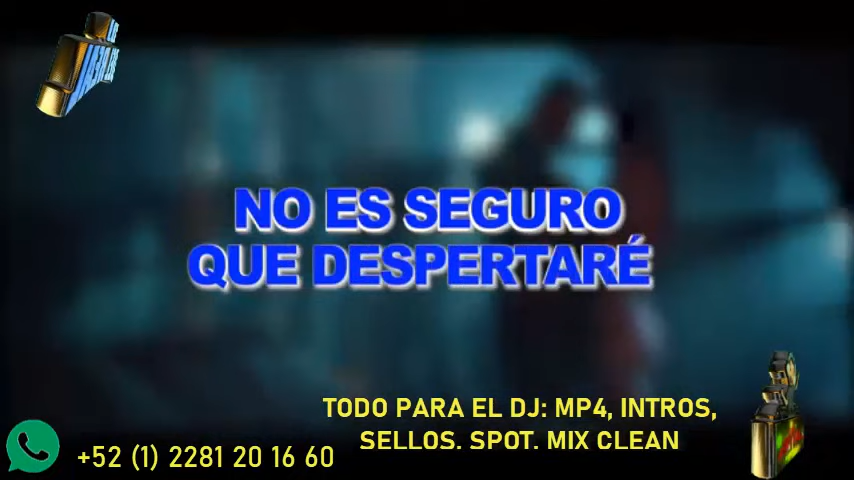 NO ES SEGURO
QUE DESPERTARÉ
TODO PARA EL DJ: MP4, INTROS,
SELLOS. SPOT. MIX CLEAN
+52 (1) 2281 20 16 60